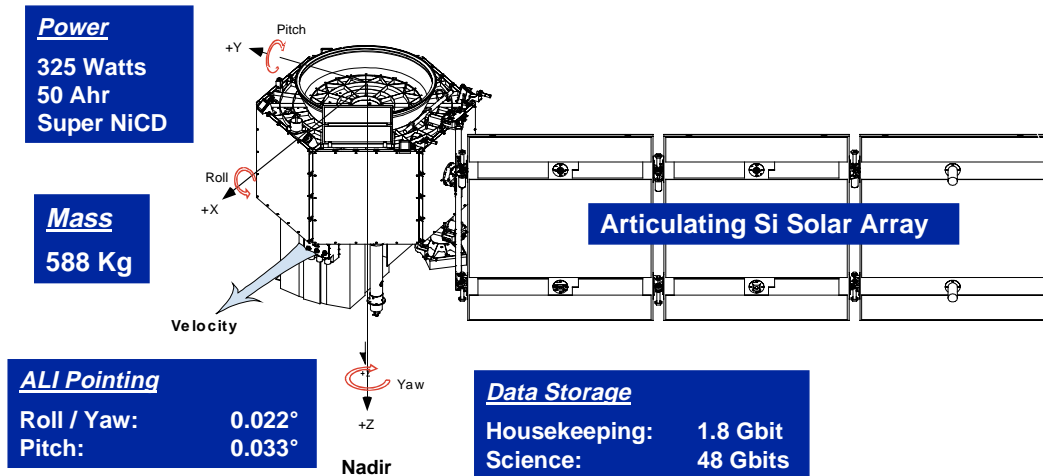 Power
325 Watts
50 Ahr
Super NiCD
Pitch
+Y
Roll
+X
Mass
588 Kg
Articulating Si Solar Array
Velocity
ALI Pointing
Roll / Yaw: 0.022°
Pitch: 0.033°
+Z
Yaw
+Z
Nadir
Data Storage
Housekeeping: 1.8 Gbit
Science: 48 Gbits